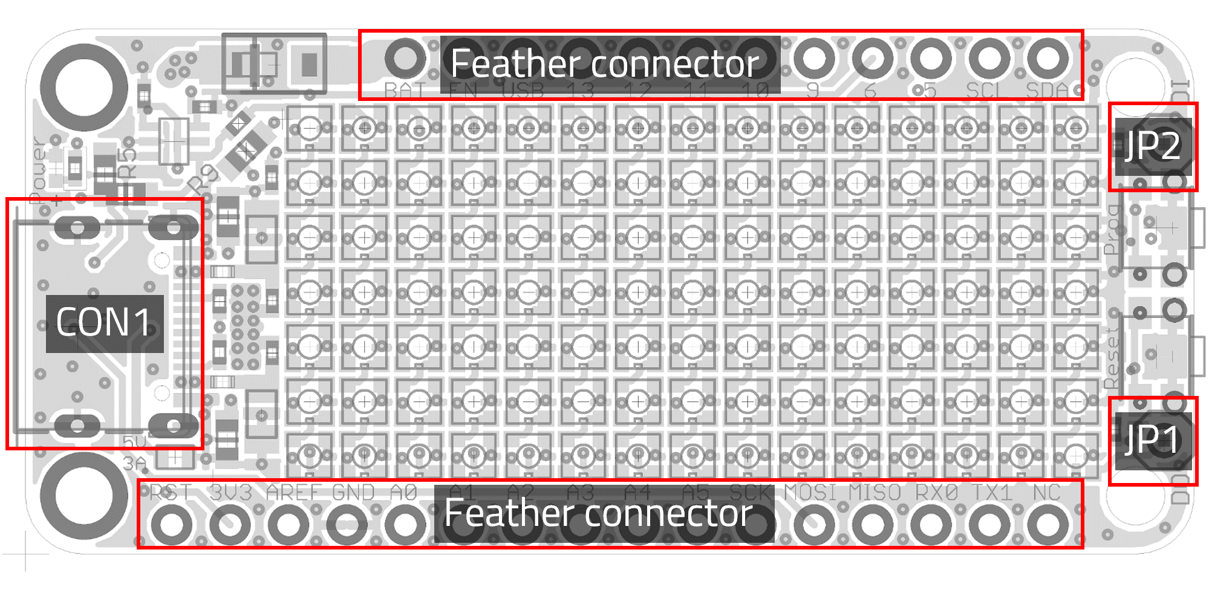 Feather connector
BAT EN USB 13 12 11 10 9 6 5 SCL SDA
DI
JP2
Power
R5
R9
Prog
CON1
Reset
JP1
5V
3A
RST 3V3 AREF GND A0 A1 A2 A3 A4 A5 SCK MOSI MISO RX0 TX1 NC
Feather connector